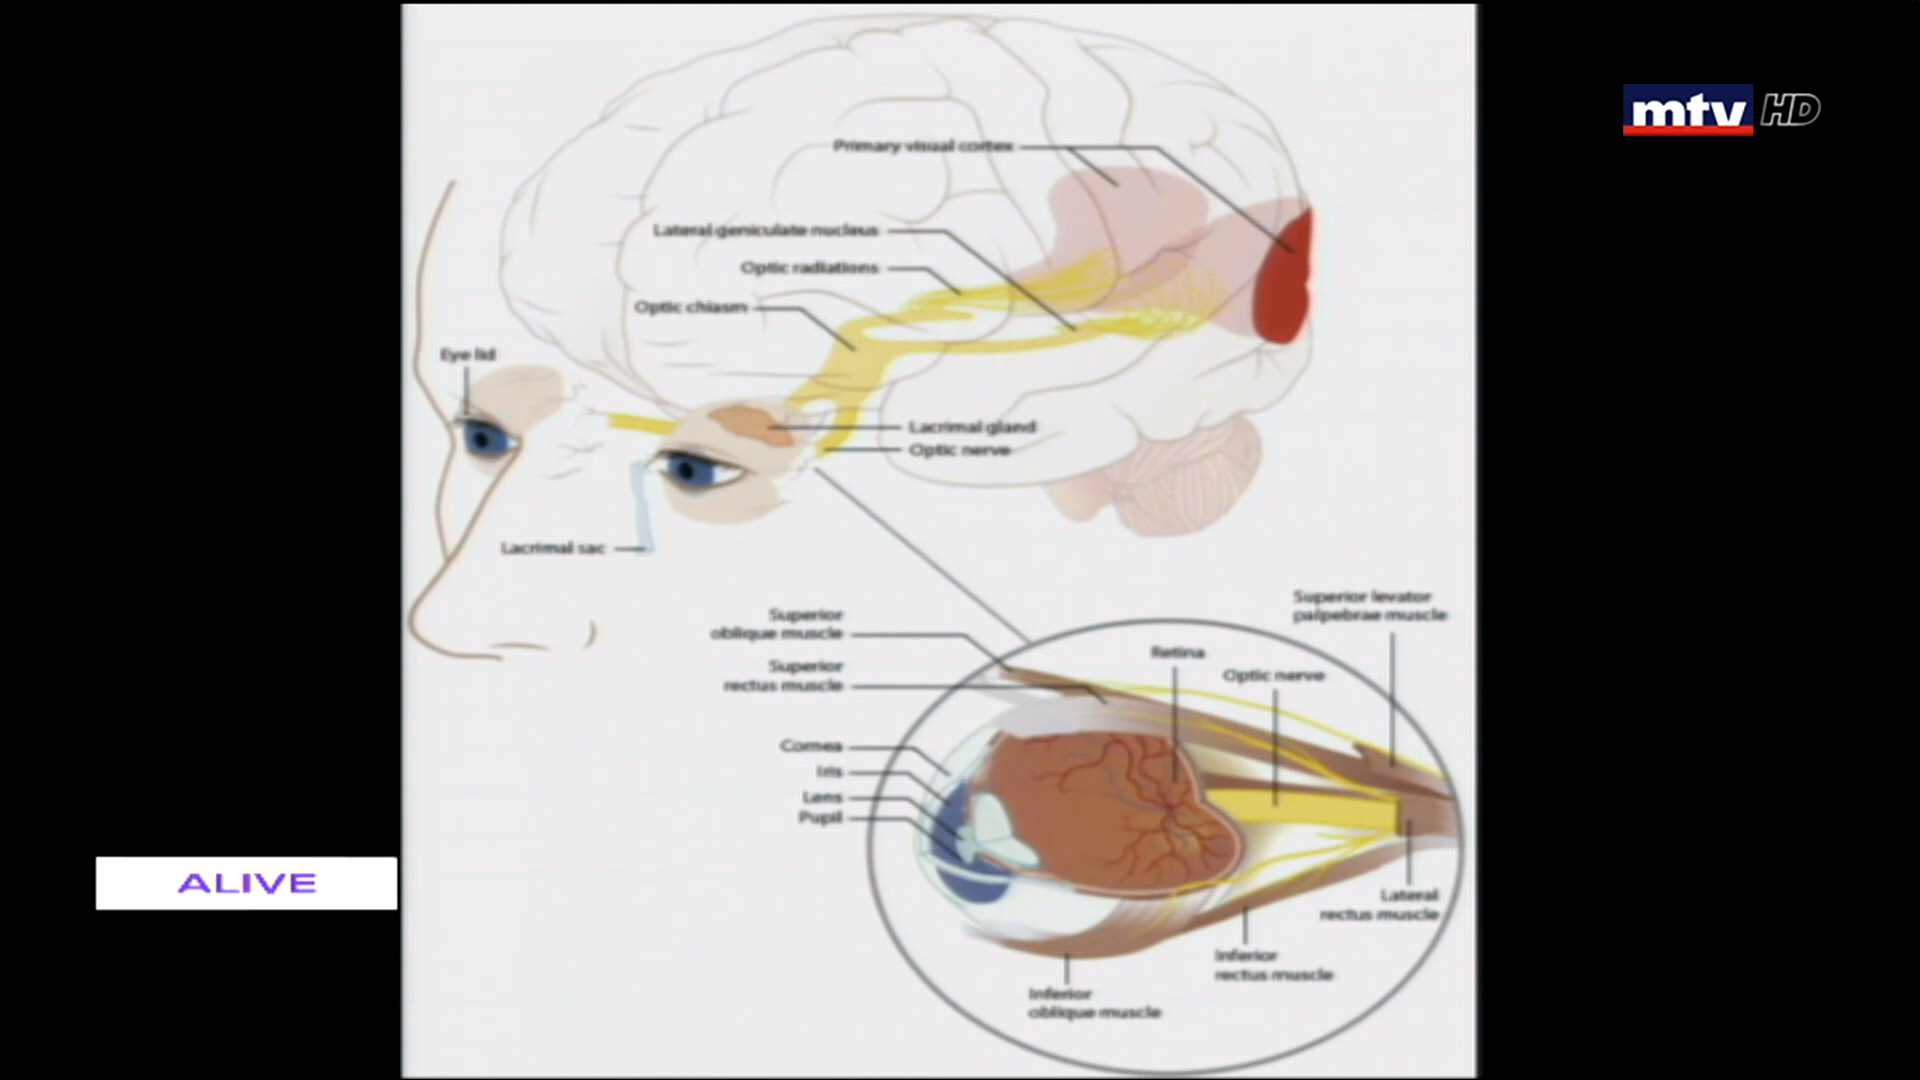 mtv HD
Primary visual cortex
Lateral geniculate nucleus
Optic radiations
Optic chiasm
Eye lid
Lacrimal gland
Optic nerve
Lacrimal sac
Superior
oblique muscle
Superior
rectus muscle
Superior levator
palpebrae muscle
Retina
Optic nerve
Cornea
Iris
Lens
Pupil
ALIVE
Lateral
rectus muscle
Inferior
rectus muscle
Inferior
oblique muscle